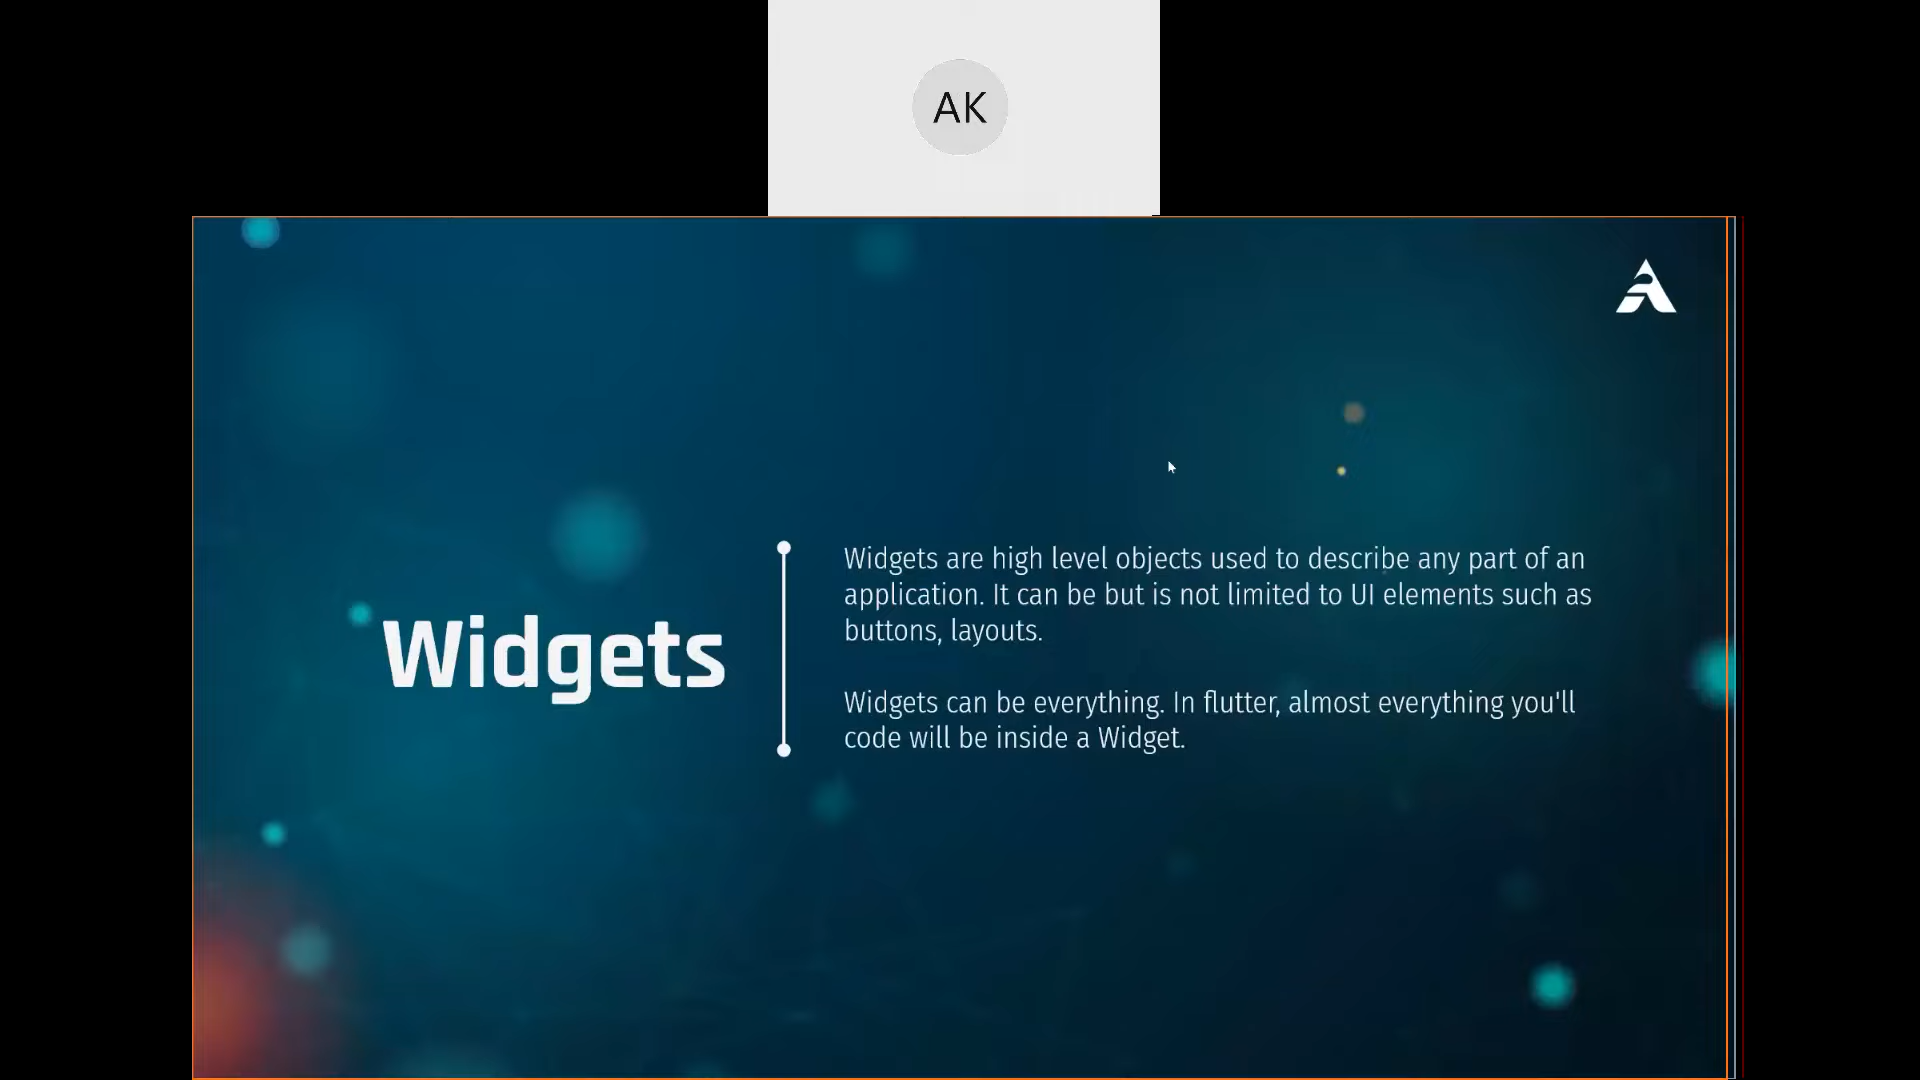 AK
Widgets
Widgets are high level objects used to describe any part of an
application. It can be but is not limited to UI elements such as
buttons, layouts.
Widgets can be everything. In flutter, almost everything you'll
code will be inside a Widget.